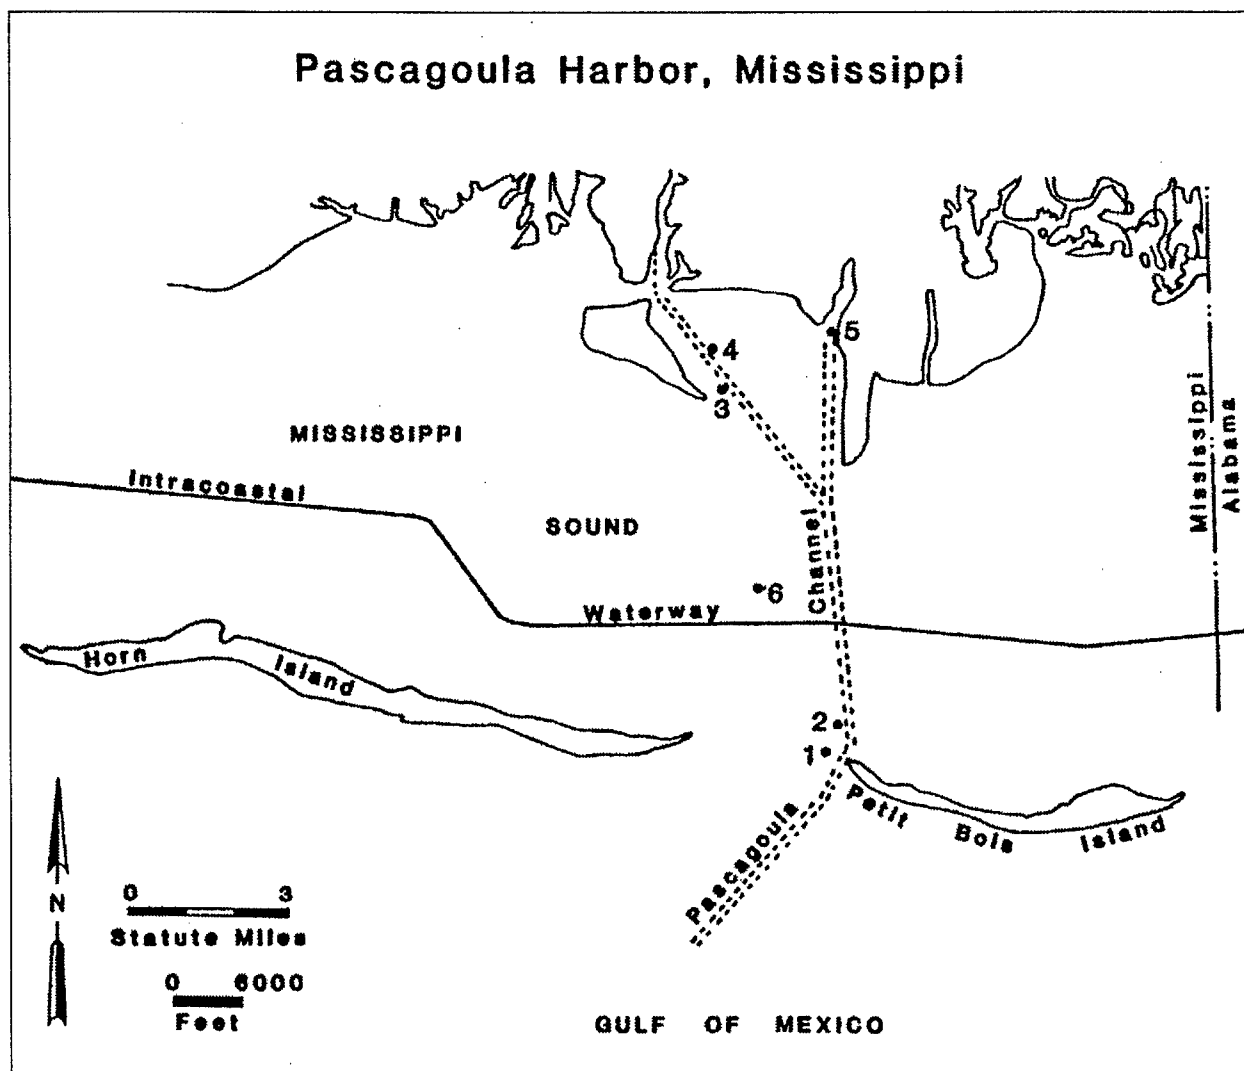 Pascagoula Harbor, Mississippi
5
4
3
MISSISSIPPI
Mississippi
Alabama
Intracoastal
SOUND
Channel
6
Waterway
Horn Island
2
1
Petit Bois Island
Pascagoula
N
0 3
Statute Miles
0 6000
Feet
GULF OF MEXICO